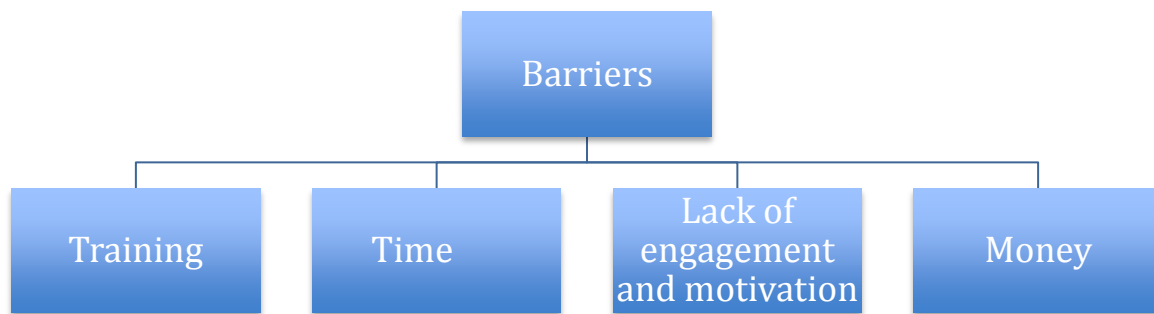 Barriers
Training
Time
Lack of
engagement
and motivation
Money